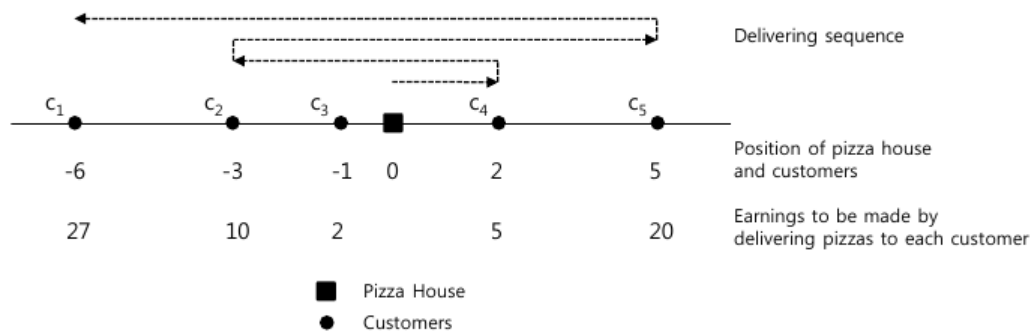 Delivering sequence
c1 c2 c3 c4 c5
-6 -3 -1 0 2 5
Position of pizza house
and customers
27 10 2 5 20
Earnings to be made by
delivering pizzas to each customer
Pizza House
Customers